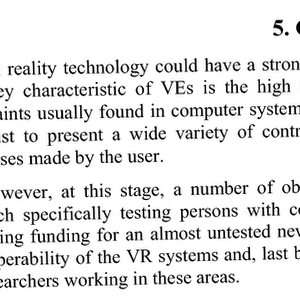 5.
reality technology could have a stron
ey characteristic of VEs is the high
aints usually found in computer system
st to present a wide variety of contr
ses made by the user.
wever, at this stage, a number of ob
ch specifically testing persons with c
ing funding for an almost untested nev
perability of the VR systems and, last b
earchers working in these areas.